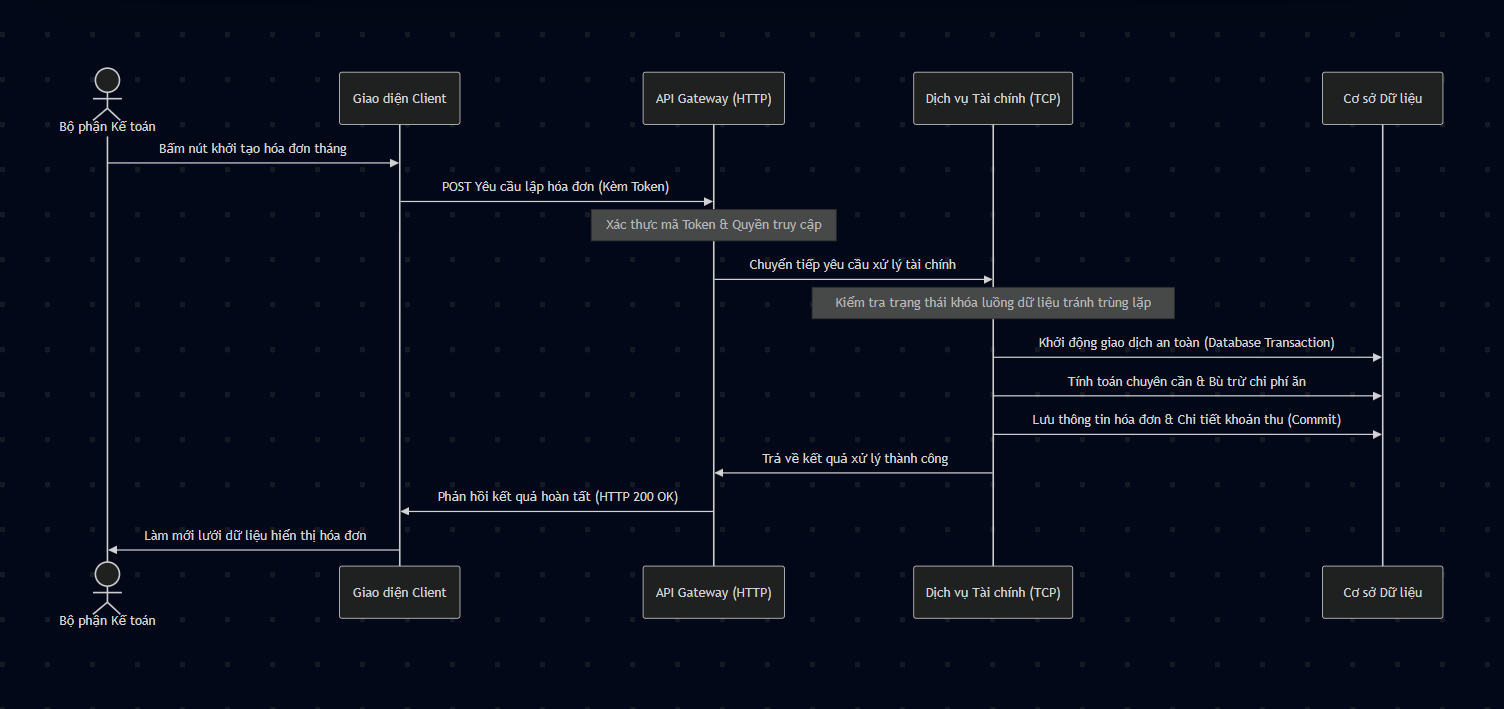 Bộ phận Kế toán
Giao diện Client
API Gateway (HTTP)
Dịch vụ Tài chính (TCP)
Cơ sở Dữ liệu
Bấm nút khởi tạo hóa đơn tháng
POST Yêu cầu lập hóa đơn (Kèm Token)
Xác thực mã Token & Quyền truy cập
Chuyển tiếp yêu cầu xử lý tài chính
Kiểm tra trạng thái khóa luồng dữ liệu tránh trùng lặp
Khởi động giao dịch an toàn (Database Transaction)
Tính toán chuyên cần & Bù trừ chi phí ăn
Lưu thông tin hóa đơn & Chi tiết khoản thu (Commit)
Trả về kết quả xử lý thành công
Phản hồi kết quả hoàn tất (HTTP 200 OK)
Làm mới lưới dữ liệu hiển thị hóa đơn
Bộ phận Kế toán
Giao diện Client
API Gateway (HTTP)
Dịch vụ Tài chính (TCP)
Cơ sở Dữ liệu